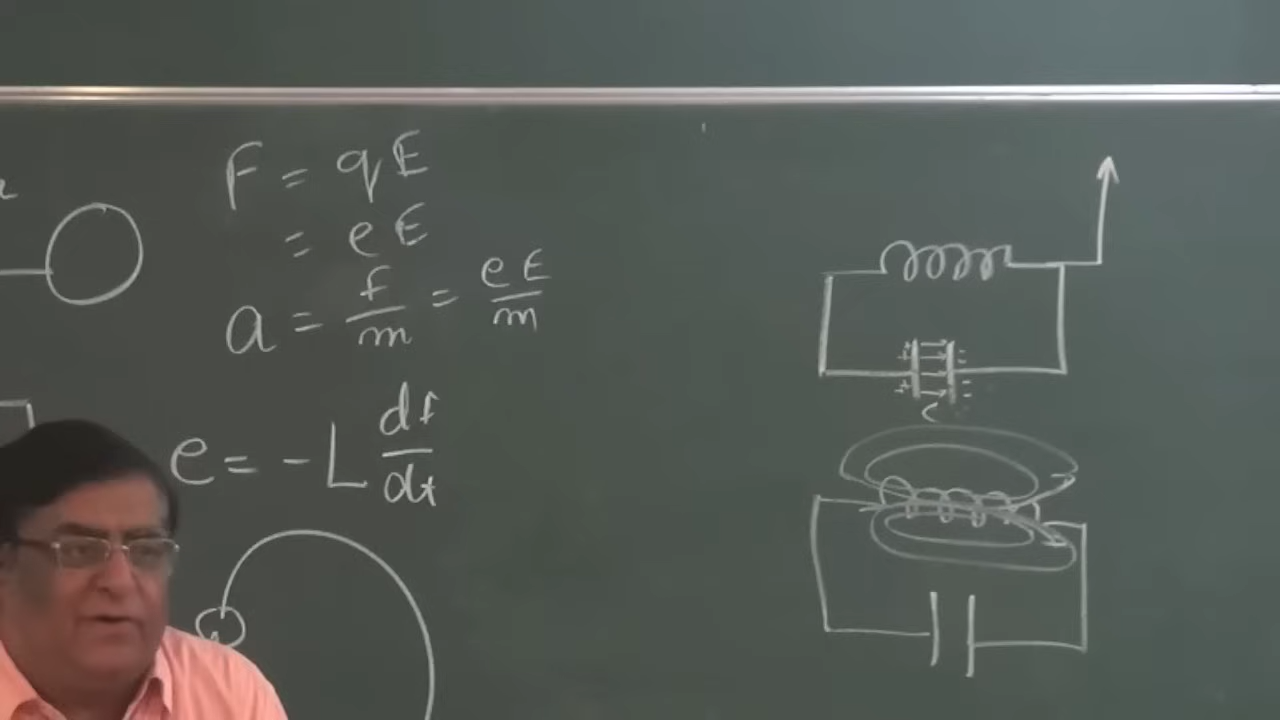 F = qE
= eE
a = f/m = eE/m
e = -L df/dt
+ -
+ -
C